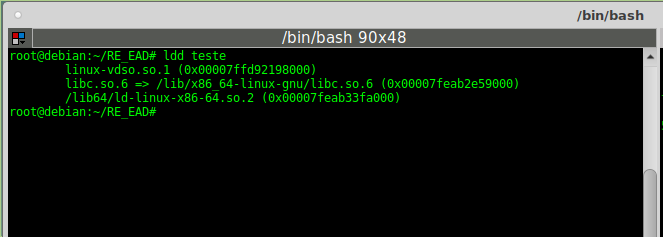 /bin/bash
/bin/bash 90x48
root@debian:~/RE_EAD# ldd teste
linux-vdso.so.1 (0x00007ffd92198000)
libc.so.6 => /lib/x86_64-linux-gnu/libc.so.6 (0x00007feab2e59000)
/lib64/ld-linux-x86-64.so.2 (0x00007feab33fa000)
root@debian:~/RE_EAD#